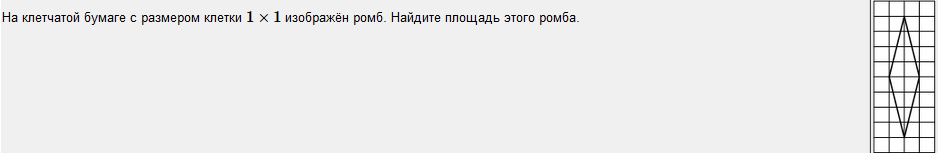 На клетчатой бумаге с размером клетки 1 × 1 изображён ромб. Найдите площадь этого ромба.